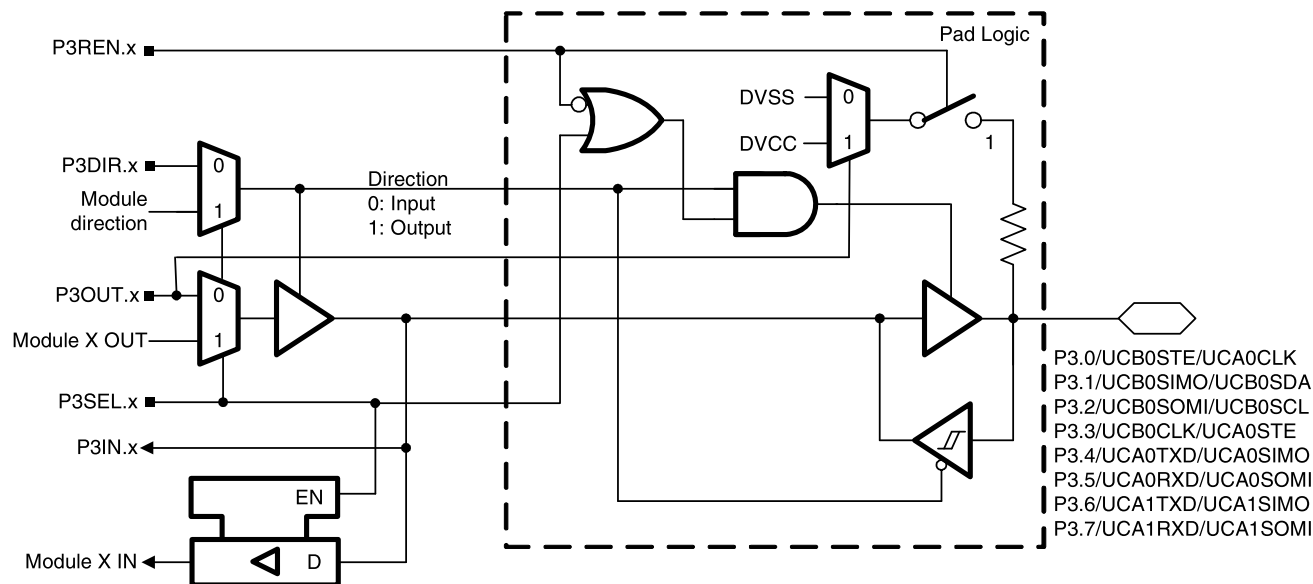 Pad Logic
P3REN.x
DVSS
0
DVCC
1
1
P3DIR.x
0
Module
direction
1
Direction
0: Input
1: Output
P3OUT.x
0
Module X OUT
1
P3SEL.x
P3IN.x
EN
Module X IN
D
P3.0/UCB0STE/UCA0CLK
P3.1/UCB0SIMO/UCB0SDA
P3.2/UCB0SOMI/UCB0SCL
P3.3/UCB0CLK/UCA0STE
P3.4/UCA0TXD/UCA0SIMO
P3.5/UCA0RXD/UCA0SOMI
P3.6/UCA1TXD/UCA1SIMO
P3.7/UCA1RXD/UCA1SOMI